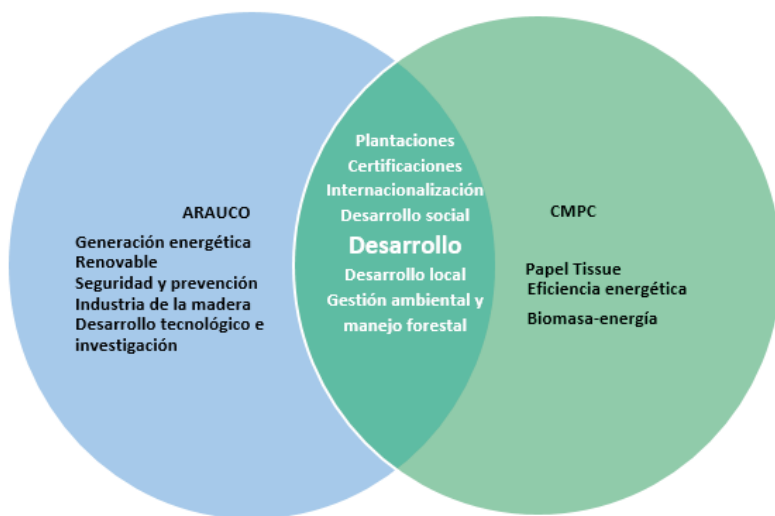 ARAUCO
Generación energética
Renovable
Seguridad y prevención
Industria de la madera
Desarrollo tecnológico e
investigación
Plantaciones
Certificaciones
Internacionalización
Desarrollo social
Desarrollo
Desarrollo local
Gestión ambiental y
manejo forestal
CMPC
Papel Tissue
Eficiencia energética
Biomasa-energía